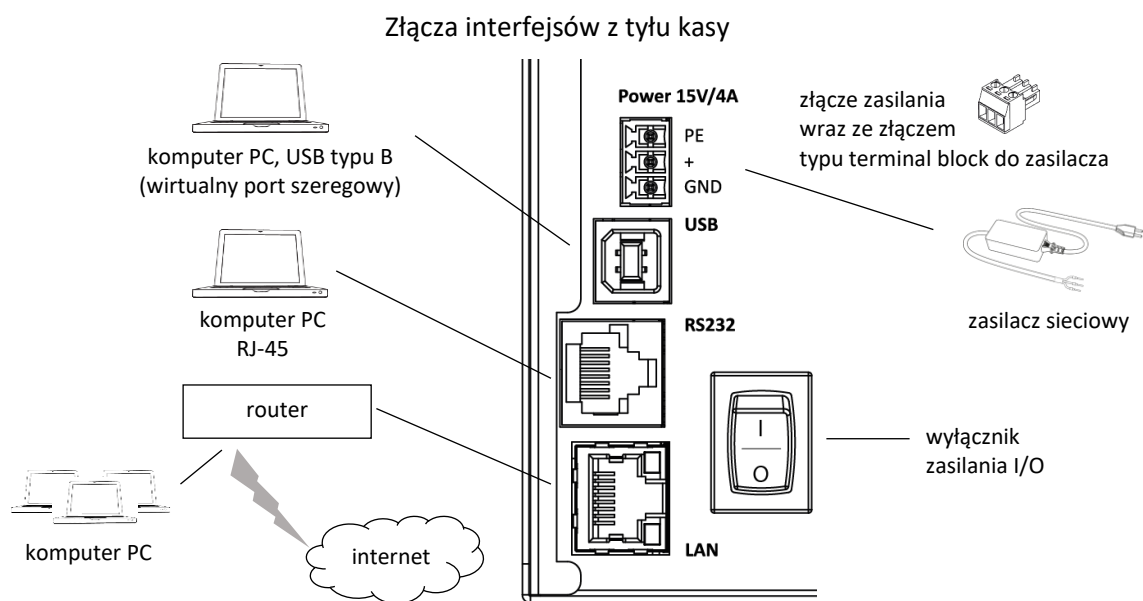 Złącza interfejsów z tyłu kasy
komputer PC, USB typu B
(wirtualny port szeregowy)
komputer PC
RJ-45
router
komputer PC
internet
Power 15V/4A
PE
+
GND
USB
RS232
LAN
I
O
złącze zasilania
wraz ze złączem
typu terminal block do zasilacza
zasilacz sieciowy
wyłącznik
zasilania I/O